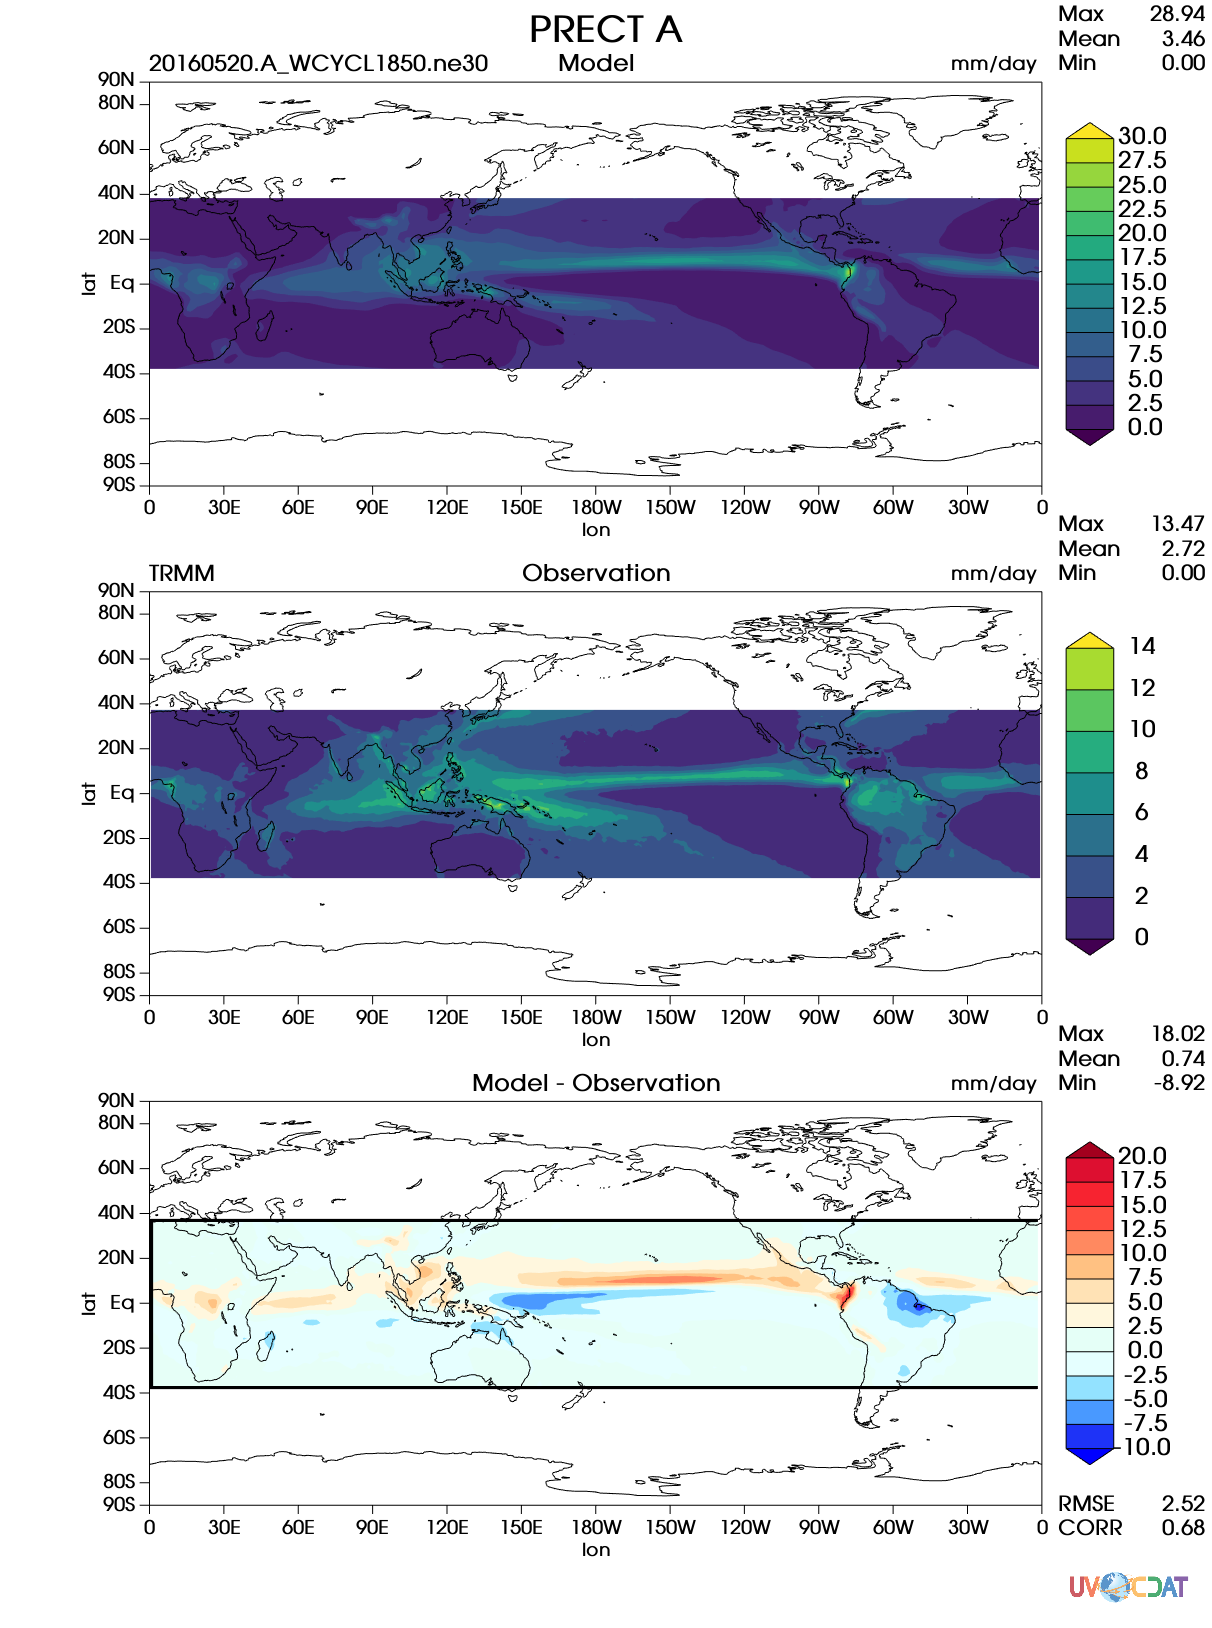 PRECT A
20160520.A_WCYCL1850.ne30 Model mm/day
Max 28.94
Mean 3.46
Min 0.00
90N
80N
60N
40N
20N
Eq
20S
40S
60S
80S
90S
lat
0 30E 60E 90E 120E 150E 180W 150W 120W 90W 60W 30W 0
lon
30.0
27.5
25.0
22.5
20.0
17.5
15.0
12.5
10.0
7.5
5.0
2.5
0.0
TRMM Observation mm/day
Max 13.47
Mean 2.72
Min 0.00
90N
80N
60N
40N
20N
Eq
20S
40S
60S
80S
90S
lat
0 30E 60E 90E 120E 150E 180W 150W 120W 90W 60W 30W 0
lon
14
12
10
8
6
4
2
0
Model - Observation mm/day
Max 18.02
Mean 0.74
Min -8.92
90N
80N
60N
40N
20N
Eq
20S
40S
60S
80S
90S
lat
0 30E 60E 90E 120E 150E 180W 150W 120W 90W 60W 30W 0
lon
20.0
17.5
15.0
12.5
10.0
7.5
5.0
2.5
0.0
-2.5
-5.0
-7.5
-10.0
RMSE 2.52
CORR 0.68
UV CDAT